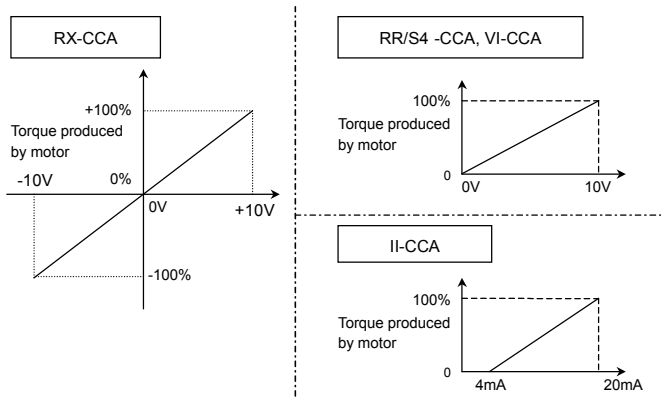 RX-CCA
+100%
Torque produced
by motor
-10V
0%
0V
+10V
-100%
RR/S4 -CCA, VI-CCA
100%
Torque produced
by motor
0
0V
10V
II-CCA
100%
Torque produced
by motor
0
4mA
20mA